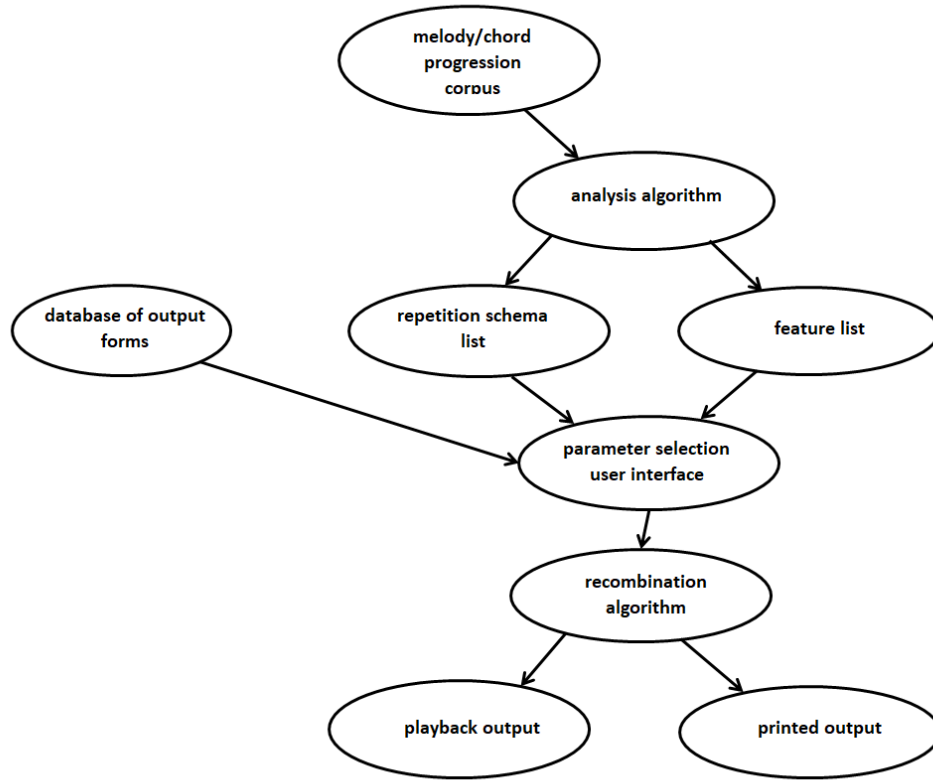 melody/chord
progression
corpus
analysis algorithm
database of output
forms
repetition schema
list
feature list
parameter selection
user interface
recombination
algorithm
playback output
printed output